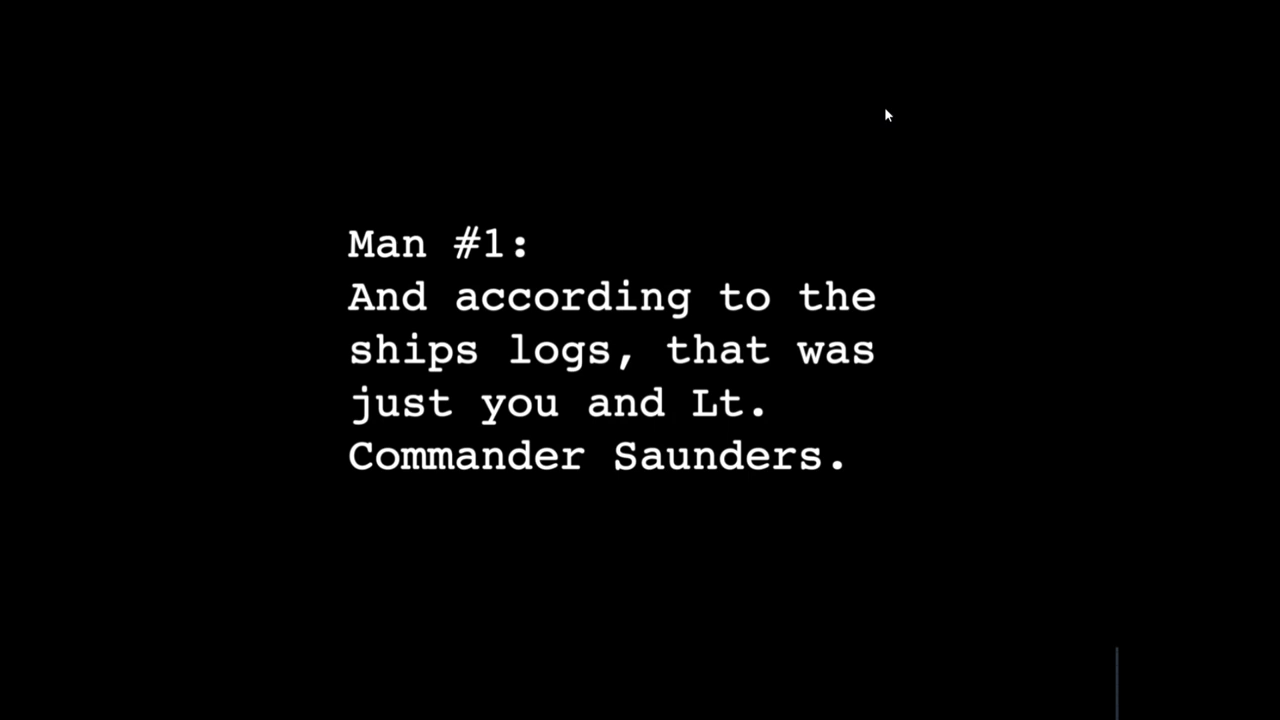 Man #1:
And according to the
ships logs, that was
just you and Lt.
Commander Saunders.